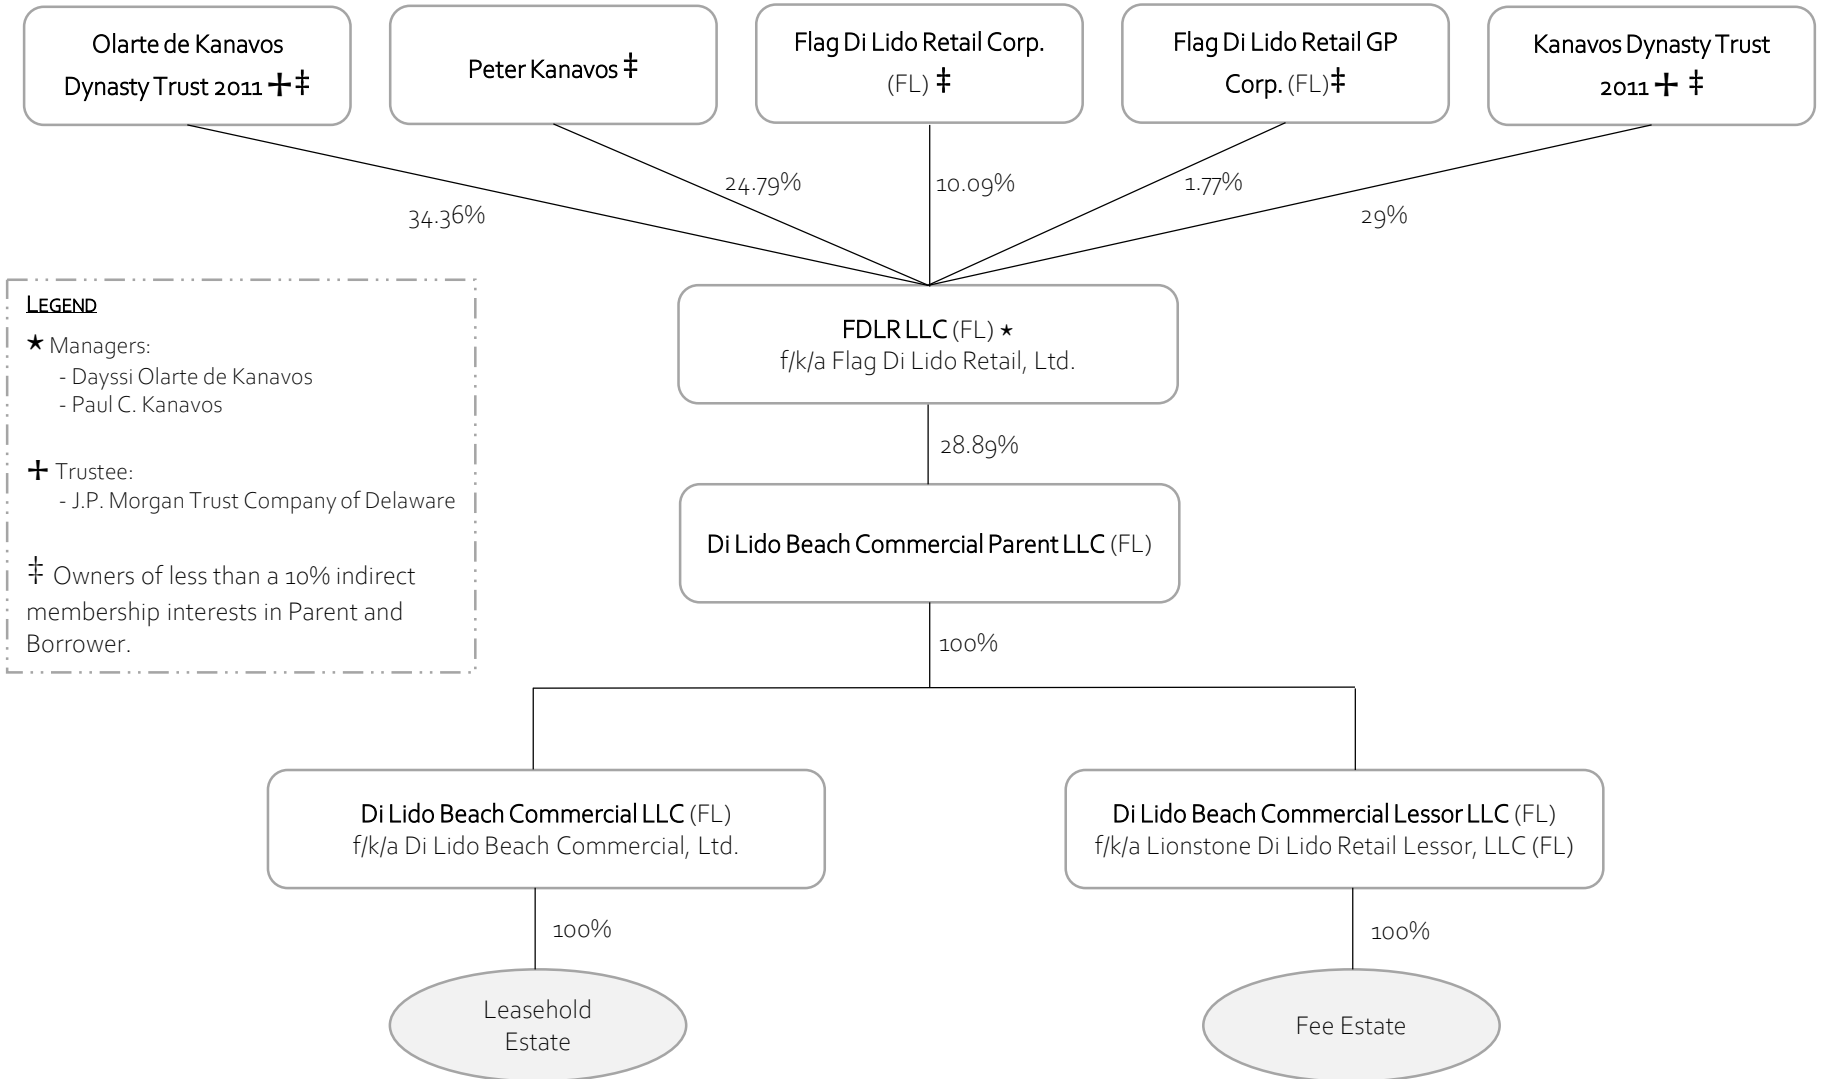 Olarte de Kanavos
Dynasty Trust 2011 ✢ ‡
Peter Kanavos ‡
Flag Di Lido Retail Corp.
(FL) ‡
Flag Di Lido Retail GP
Corp. (FL) ‡
Kanavos Dynasty Trust
2011 ✢ ‡
34.36%
24.79%
10.09%
1.77%
29%
LEGEND
★ Managers:
- Dayssi Olarte de Kanavos
- Paul C. Kanavos
✢ Trustee:
- J.P. Morgan Trust Company of Delaware
‡ Owners of less than a 10% indirect
membership interests in Parent and
Borrower.
FDLR LLC (FL) ★
f/k/a Flag Di Lido Retail, Ltd.
28.89%
Di Lido Beach Commercial Parent LLC (FL)
100%
Di Lido Beach Commercial LLC (FL)
f/k/a Di Lido Beach Commercial, Ltd.
Di Lido Beach Commercial Lessor LLC (FL)
f/k/a Lionstone Di Lido Retail Lessor, LLC (FL)
100%
100%
Leasehold
Estate
Fee Estate